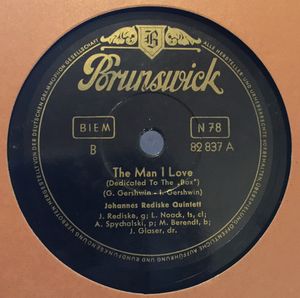 B
Brunswick
BIEM
N 78
B
82 837 A
The Man I Love
(Dedicated To The „Box")
(G. Gershwin - I. Gershwin)
Johannes Rediske Quintett
J. Rediske, g; L. Noack, ts, cl;
A. Spychalski, p; M. Berendt, b;
J. Glaser, dr.